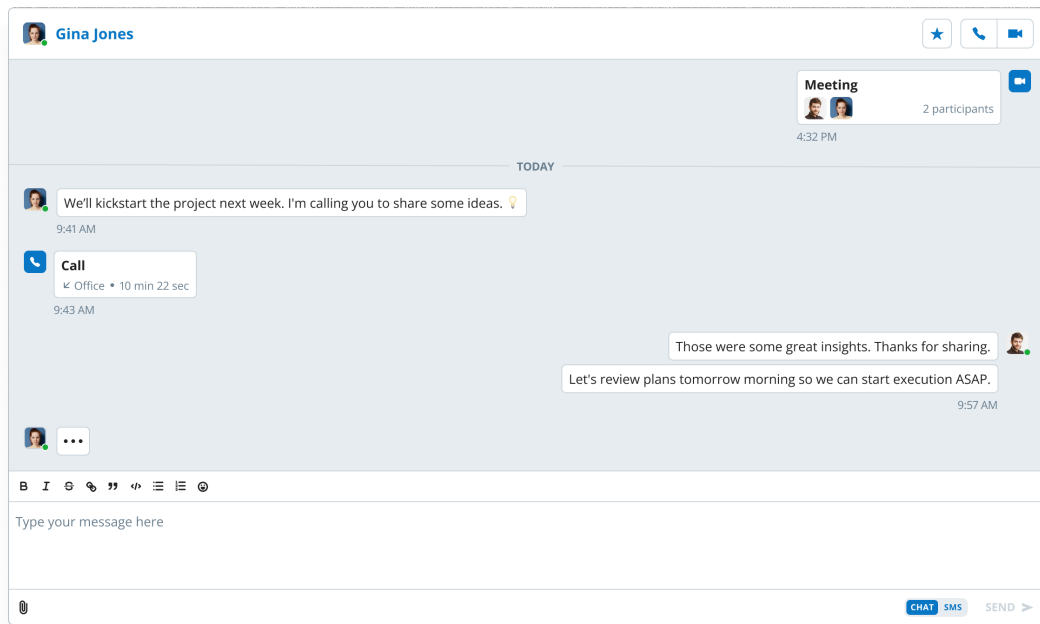 Gina Jones
Meeting
2 participants
4:32 PM
TODAY
We'll kickstart the project next week. I'm calling you to share some ideas. 💡
9:41 AM
Call
Office • 10 min 22 sec
9:43 AM
Those were some great insights. Thanks for sharing.
Let's review plans tomorrow morning so we can start execution ASAP.
9:57 AM
B I S
Type your message here
CHAT SMS SEND